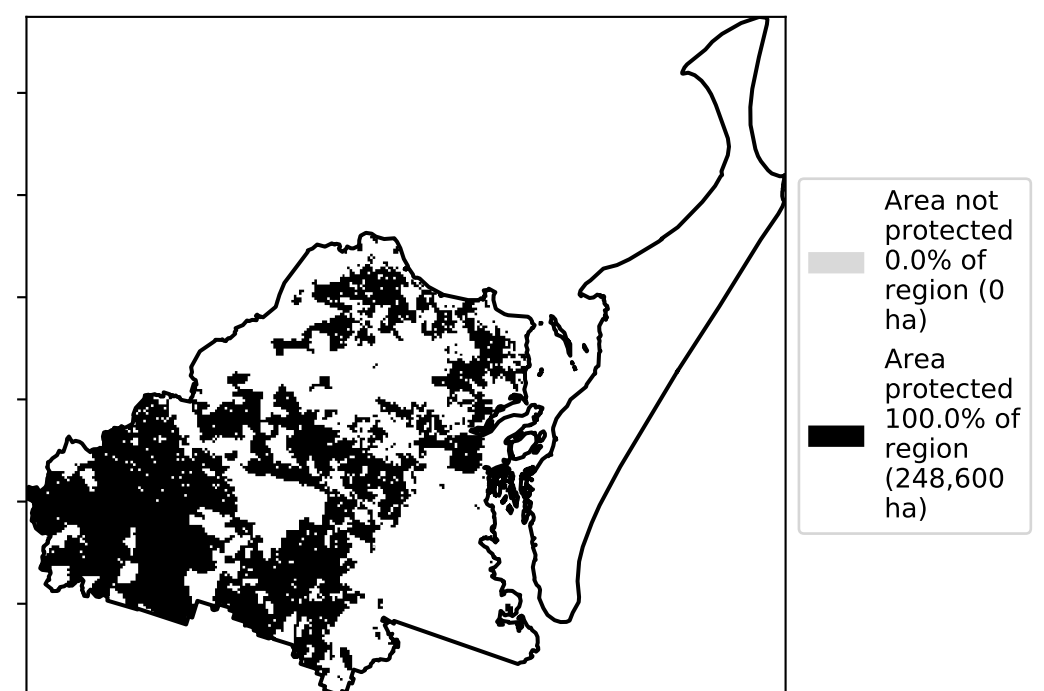 Area not
protected
0.0% of
region (0
ha)
Area
protected
100.0% of
region
(248,600
ha)